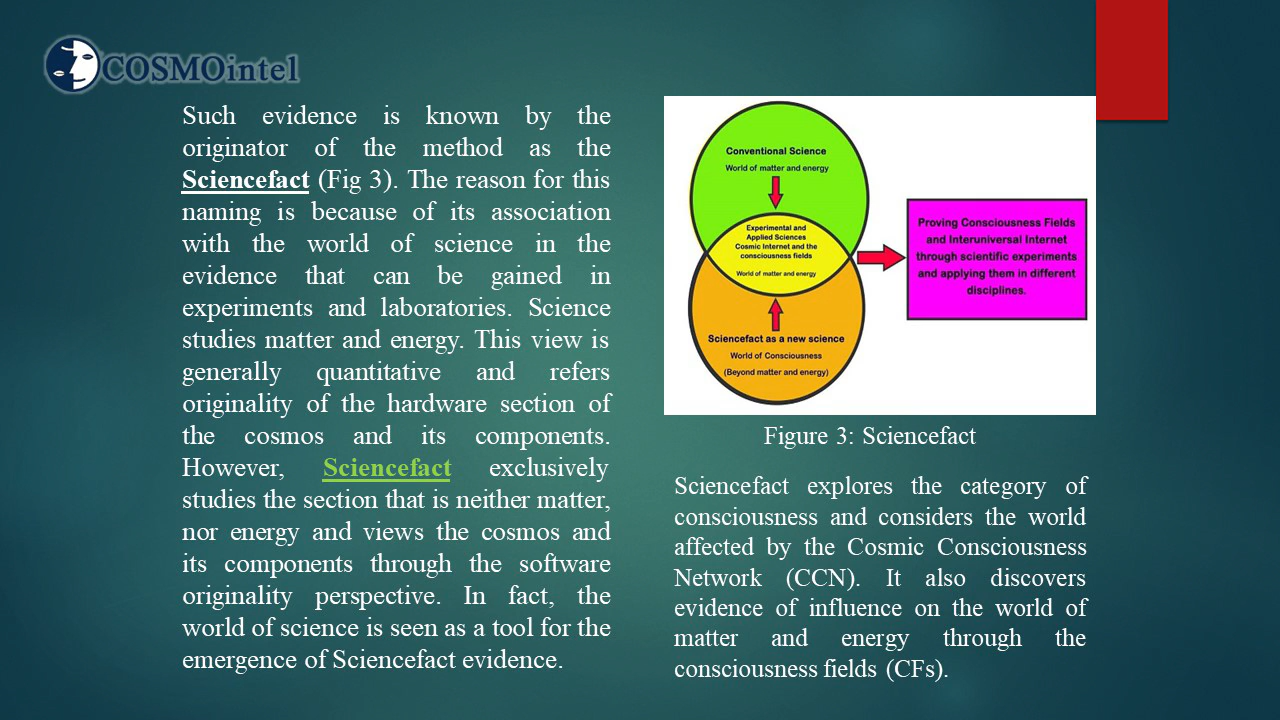 COSMOintel
Such evidence is known by the
originator of the method as the
Sciencefact (Fig 3). The reason for this
naming is because of its association
with the world of science in the
evidence that can be gained in
experiments and laboratories. Science
studies matter and energy. This view is
generally quantitative and refers
originality of the hardware section of
the cosmos and its components.
However, Sciencefact exclusively
studies the section that is neither matter,
nor energy and views the cosmos and
its components through the software
originality perspective. In fact, the
world of science is seen as a tool for the
emergence of Sciencefact evidence.
Conventional Science
World of matter and energy
Experimental and
Applied Sciences
Cosmic Internet and the
consciousness fields
World of matter and energy
Sciencefact as a new science
World of Consciousness
(Beyond matter and energy)
Proving Consciousness Fields
and Interuniversal Internet
through scientific experiments
and applying them in different
disciplines.
Figure 3: Sciencefact
Sciencefact explores the category of
consciousness and considers the world
affected by the Cosmic Consciousness
Network (CCN). It also discovers
evidence of influence on the world of
matter and energy through the
consciousness fields (CFs).